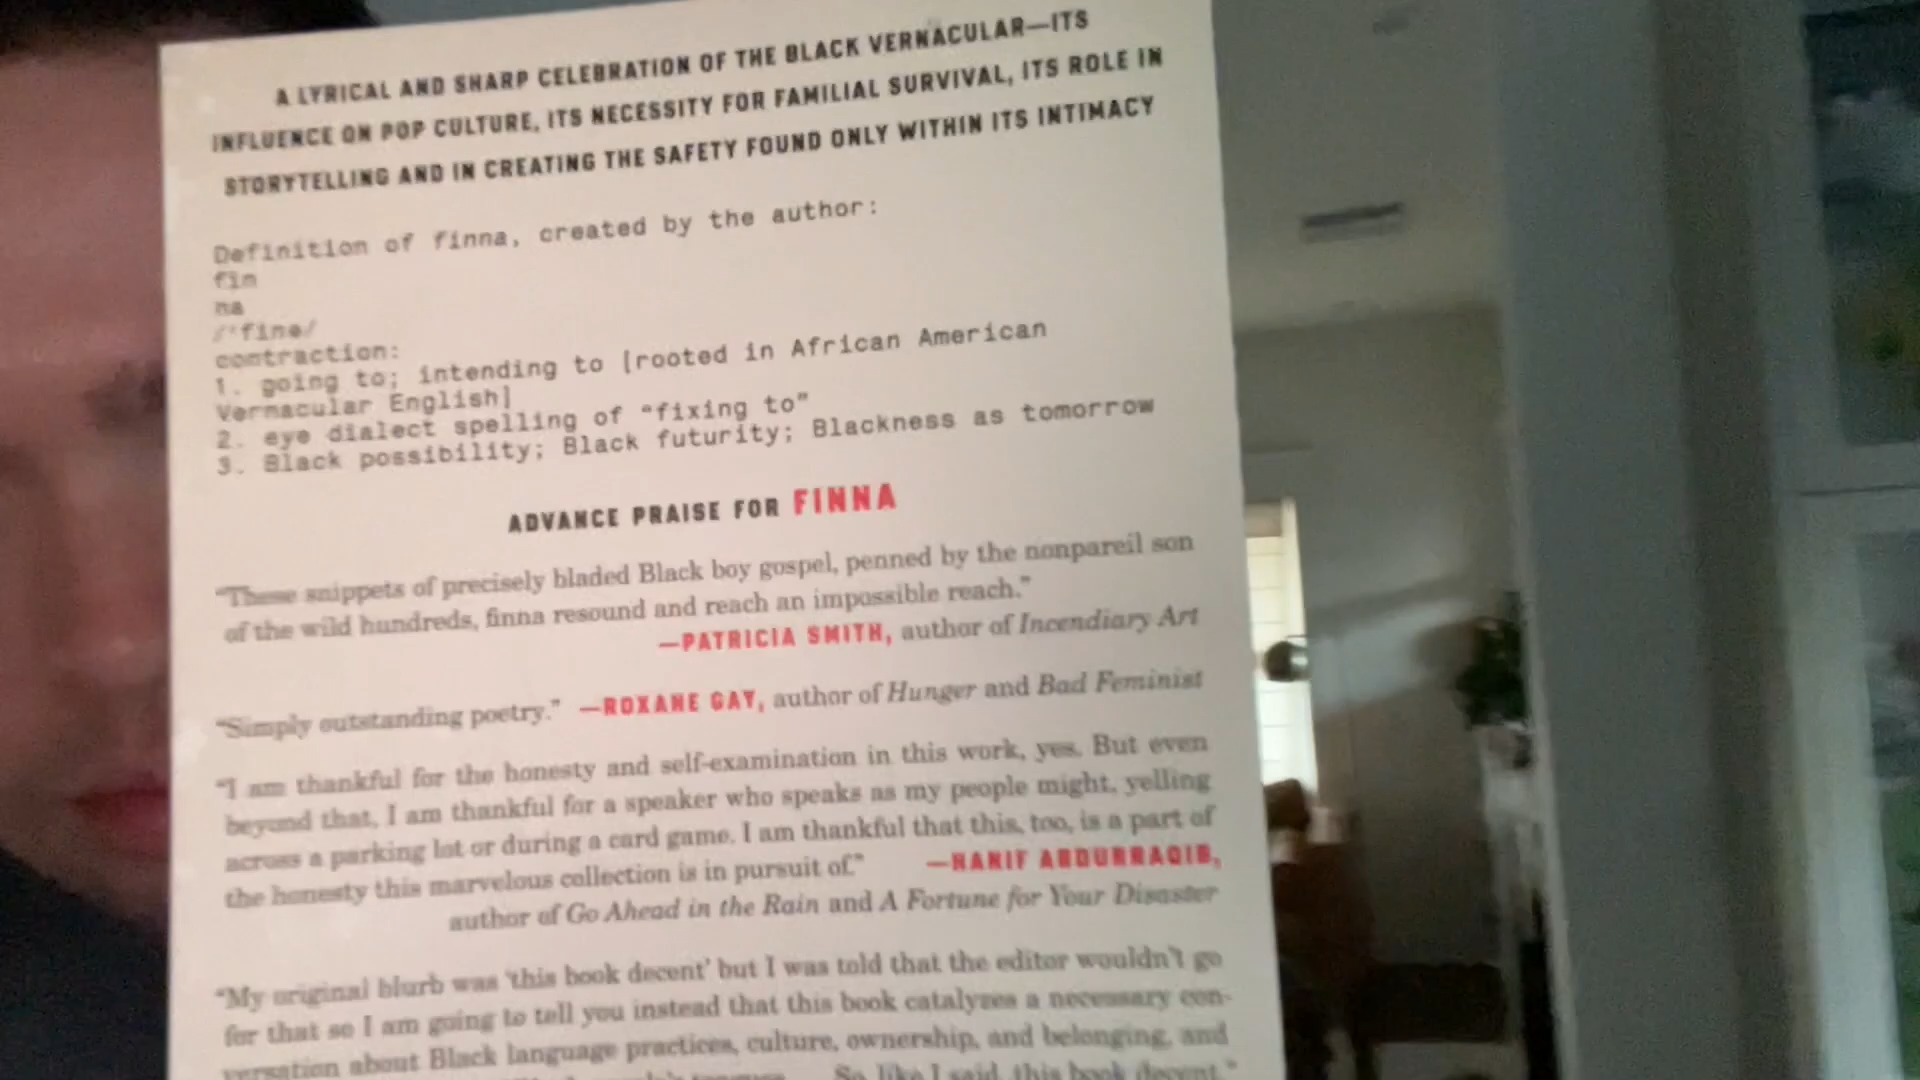 A LYRICAL AND SHARP CELEBRATION OF THE BLACK VERNACULAR—ITS
INFLUENCE ON POP CULTURE, ITS NECESSITY FOR FAMILIAL SURVIVAL, ITS ROLE IN
STORYTELLING AND IN CREATING THE SAFETY FOUND ONLY WITHIN ITS INTIMACY
Definition of finna, created by the author:
fin
na
/ˈfinə/
contraction:
1. going to; intending to [rooted in African American
Vernacular English]
2. eye dialect spelling of “fixing to”
3. Black possibility; Black futurity; Blackness as tomorrow
ADVANCE PRAISE FOR FINNA
“These snippets of precisely bladed Black boy gospel, penned by the nonpareil son
of the wild hundreds, finna resound and reach an impossible reach.”
—PATRICIA SMITH, author of Incendiary Art
“Simply outstanding poetry.” —ROXANE GAY, author of Hunger and Bad Feminist
“I am thankful for the honesty and self-examination in this work, yes. But even
beyond that, I am thankful for a speaker who speaks as my people might, yelling
across a parking lot or during a card game. I am thankful that this, too, is a part of
the honesty this marvelous collection is in pursuit of.” —HANIF ABDURRAQIB,
author of Go Ahead in the Rain and A Fortune for Your Disaster
“My original blurb was ‘this book decent’ but I was told that the editor wouldn’t go
for that so I am going to tell you instead that this book catalyzes a necessary con-
versation about Black language practices, culture, ownership, and belonging, and
So, like I said, this book decent.”